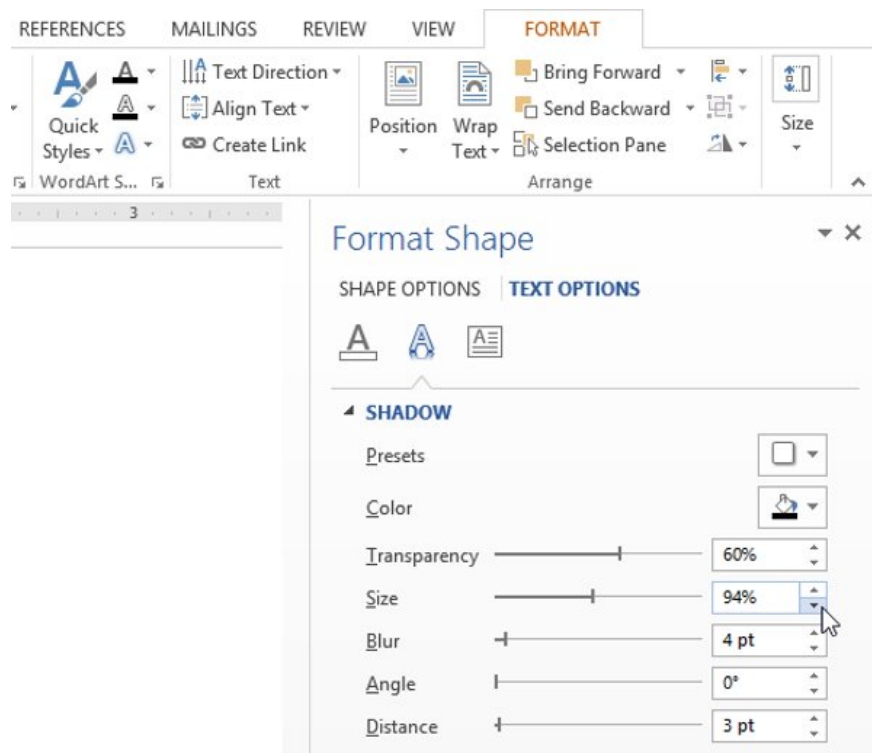 REFERENCES MAILINGS REVIEW VIEW FORMAT
A A Text Direction Bring Forward
A Align Text Send Backward
Quick Position Wrap Size
Styles A Create Link Text Selection Pane
WordArt S... Text Arrange
3
Format Shape
SHAPE OPTIONS TEXT OPTIONS
A A A
SHADOW
Presets
Color
Transparency 60%
Size 94%
Blur 4 pt
Angle 0°
Distance 3 pt